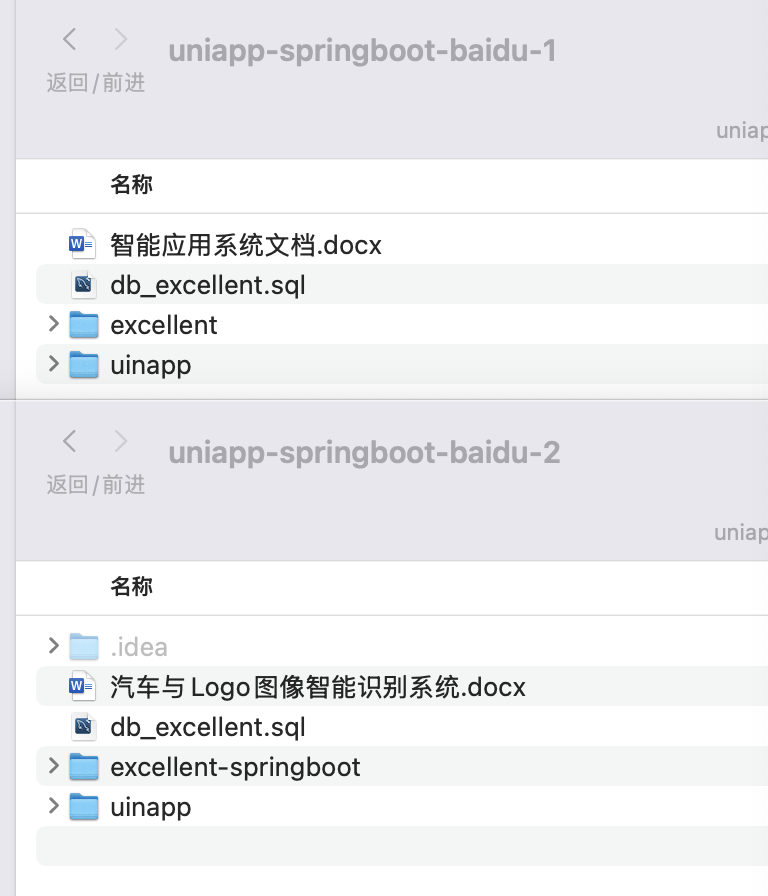 uniapp-springboot-baidu-1
返回/前进
uniap
名称
智能应用系统文档.docx
db_excellent.sql
excellent
uinapp
uniapp-springboot-baidu-2
返回/前进
uniap
名称
.idea
汽车与Logo图像智能识别系统.docx
db_excellent.sql
excellent-springboot
uinapp